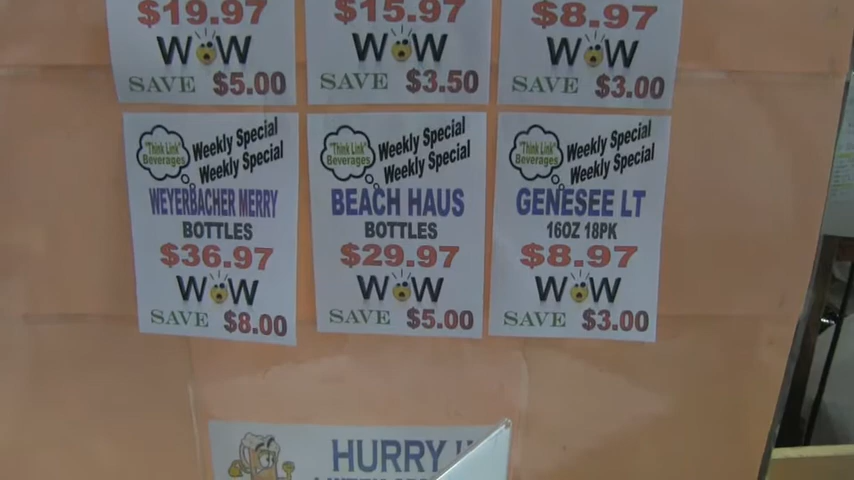 $19.97
WOW
SAVE $5.00
$15.97
WOW
SAVE $3.50
$8.97
WOW
SAVE $3.00
"Think Link"
Beverages
Weekly Special
Weekly Special
WEYERBACHER MERRY
BOTTLES
$36.97
WOW
SAVE $8.00
"Think Link"
Beverages
Weekly Special
Weekly Special
BEACH HAUS
BOTTLES
$29.97
WOW
SAVE $5.00
"Think Link"
Beverages
Weekly Special
Weekly Special
GENESEE LT
16OZ 18PK
$8.97
WOW
SAVE $3.00
HURRY !!